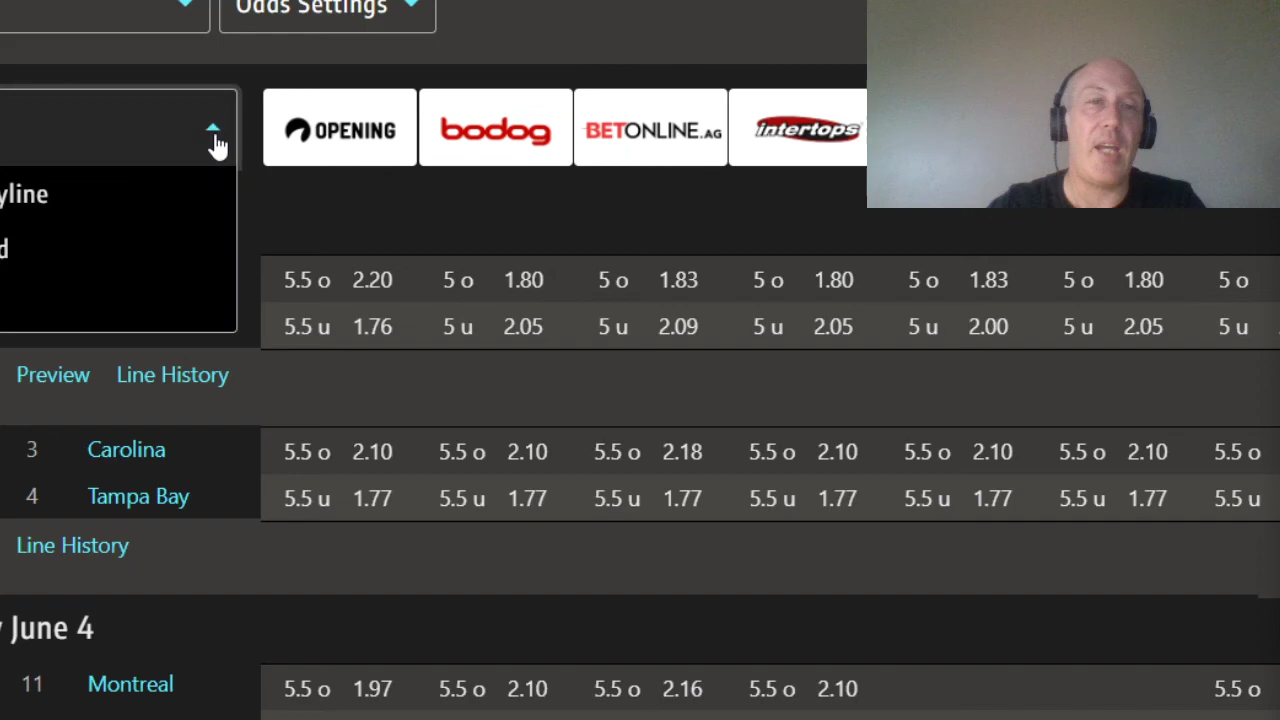 Odds Settings
OPENING bodog BETONLINE.AG intertops
yline
d
5.5 o 2.20 5 o 1.80 5 o 1.83 5 o 1.80 5 o 1.83 5 o 1.80 5 o
5.5 u 1.76 5 u 2.05 5 u 2.09 5 u 2.05 5 u 2.00 5 u 2.05 5 u
Preview Line History
3 Carolina 5.5 o 2.10 5.5 o 2.10 5.5 o 2.18 5.5 o 2.10 5.5 o 2.10 5.5 o 2.10 5.5 o
4 Tampa Bay 5.5 u 1.77 5.5 u 1.77 5.5 u 1.77 5.5 u 1.77 5.5 u 1.77 5.5 u 1.77 5.5 u
Line History
y June 4
11 Montreal 5.5 o 1.97 5.5 o 2.10 5.5 o 2.16 5.5 o 2.10 5.5 o